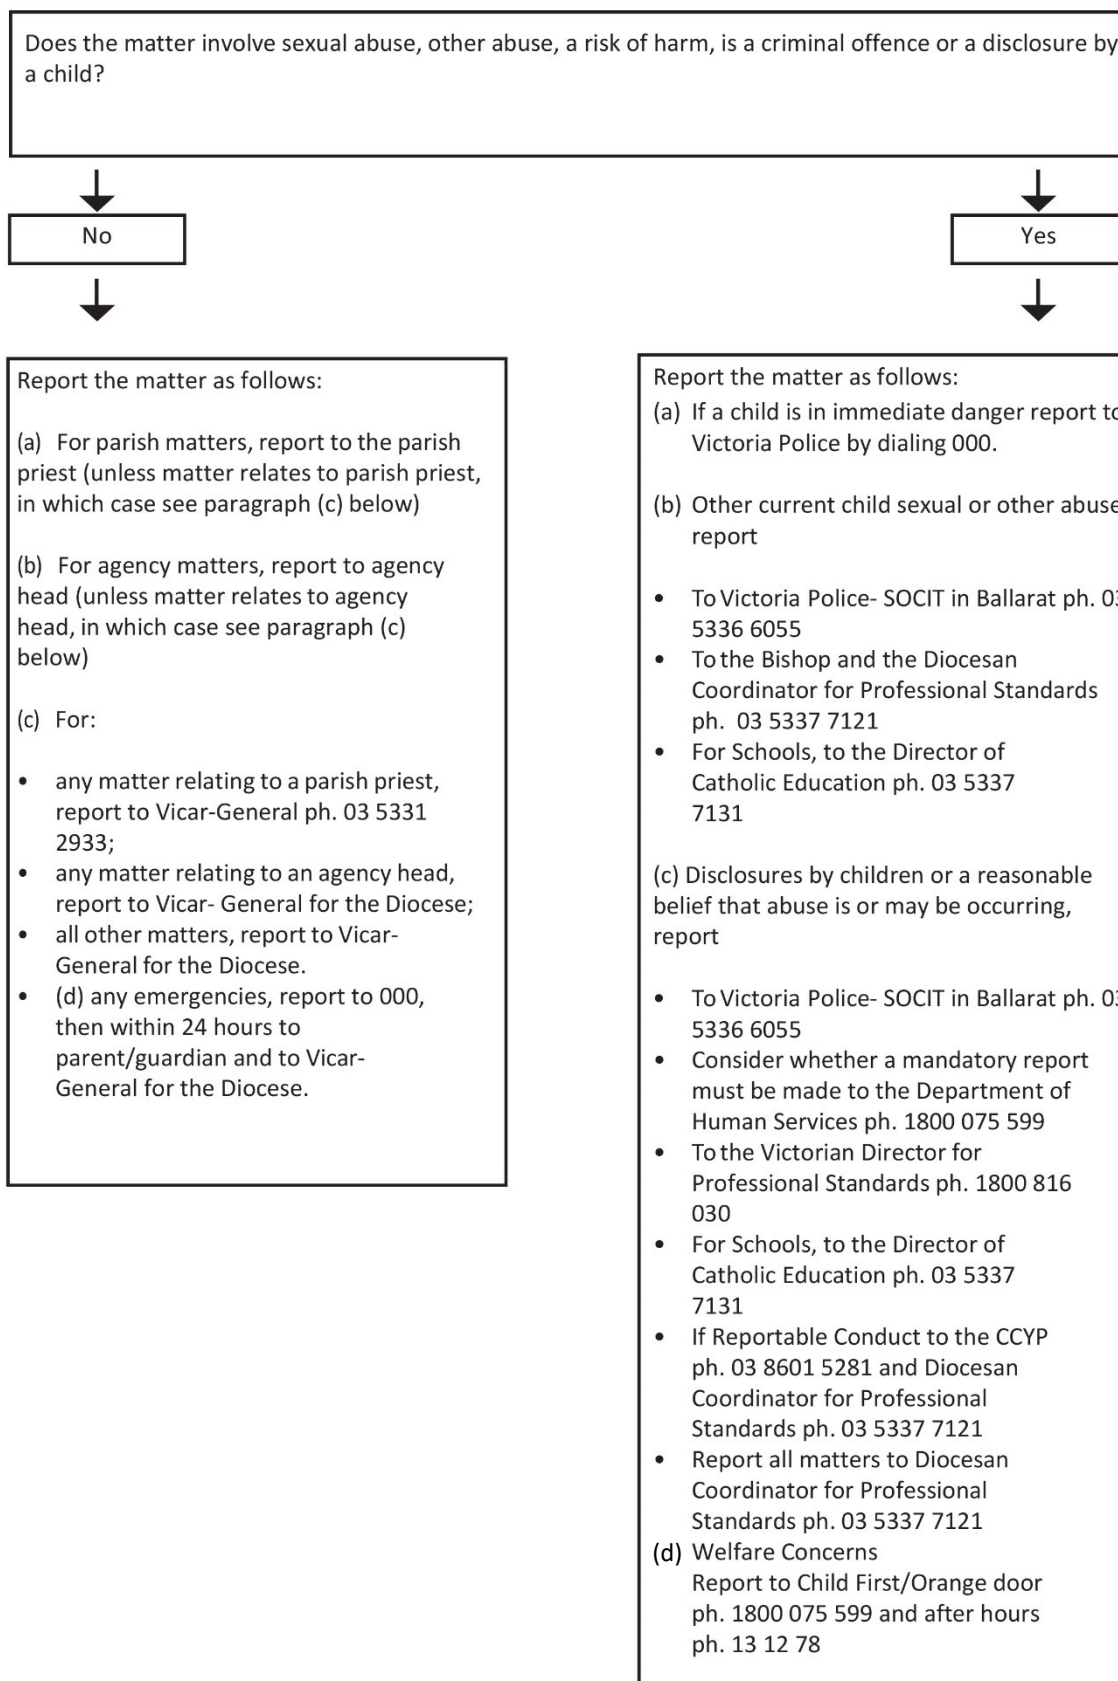 Does the matter involve sexual abuse, other abuse, a risk of harm, is a criminal offence or a disclosure by
a child?
No
Yes
Report the matter as follows:
(a) For parish matters, report to the parish
priest (unless matter relates to parish priest,
in which case see paragraph (c) below)
(b) For agency matters, report to agency
head (unless matter relates to agency
head, in which case see paragraph (c)
below)
(c) For:
• any matter relating to a parish priest,
report to Vicar-General ph. 03 5331
2933;
• any matter relating to an agency head,
report to Vicar- General for the Diocese;
• all other matters, report to Vicar-
General for the Diocese.
• (d) any emergencies, report to 000,
then within 24 hours to
parent/guardian and to Vicar-
General for the Diocese.
Report the matter as follows:
(a) If a child is in immediate danger report to
Victoria Police by dialing 000.
(b) Other current child sexual or other abuse
report
• To Victoria Police- SOCIT in Ballarat ph. 03
5336 6055
• To the Bishop and the Diocesan
Coordinator for Professional Standards
ph. 03 5337 7121
• For Schools, to the Director of
Catholic Education ph. 03 5337
7131
(c) Disclosures by children or a reasonable
belief that abuse is or may be occurring,
report
• To Victoria Police- SOCIT in Ballarat ph. 03
5336 6055
• Consider whether a mandatory report
must be made to the Department of
Human Services ph. 1800 075 599
• To the Victorian Director for
Professional Standards ph. 1800 816
030
• For Schools, to the Director of
Catholic Education ph. 03 5337
7131
• If Reportable Conduct to the CCYP
ph. 03 8601 5281 and Diocesan
Coordinator for Professional
Standards ph. 03 5337 7121
• Report all matters to Diocesan
Coordinator for Professional
Standards ph. 03 5337 7121
(d) Welfare Concerns
Report to Child First/Orange door
ph. 1800 075 599 and after hours
ph. 13 12 78